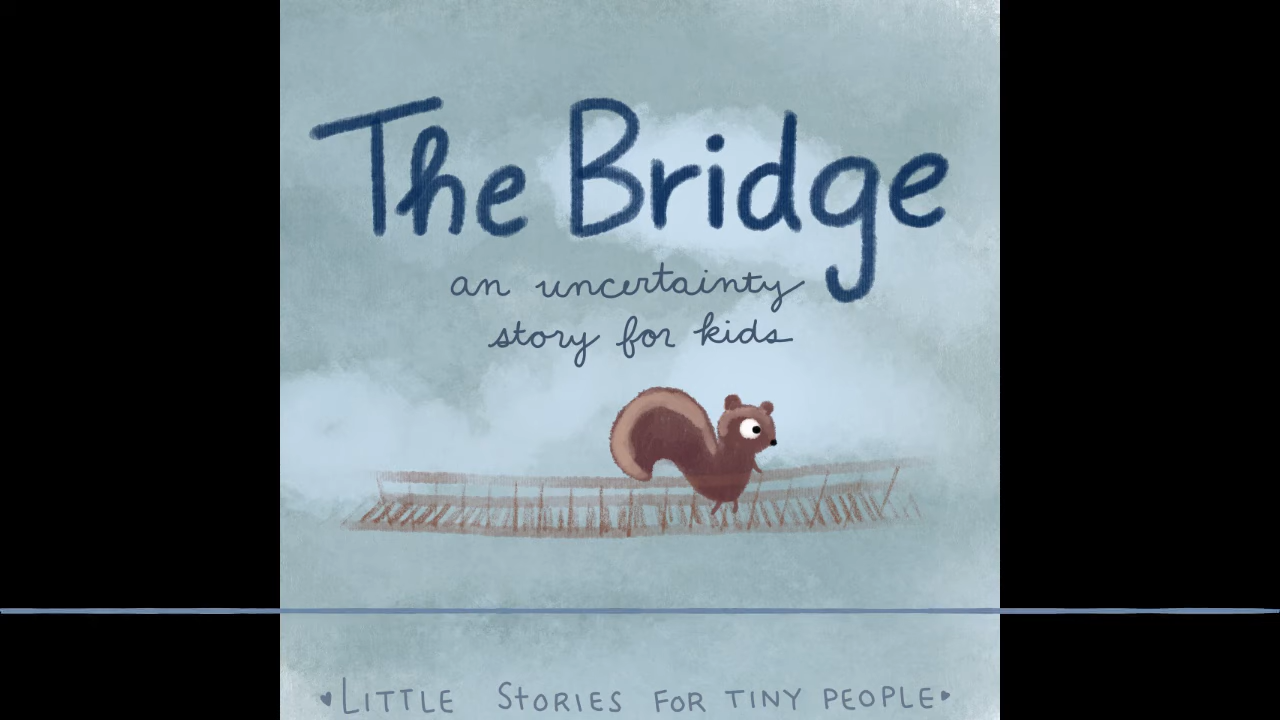 The Bridge
an uncertainty
story for kids
LITTLE STORIES FOR TINY PEOPLE